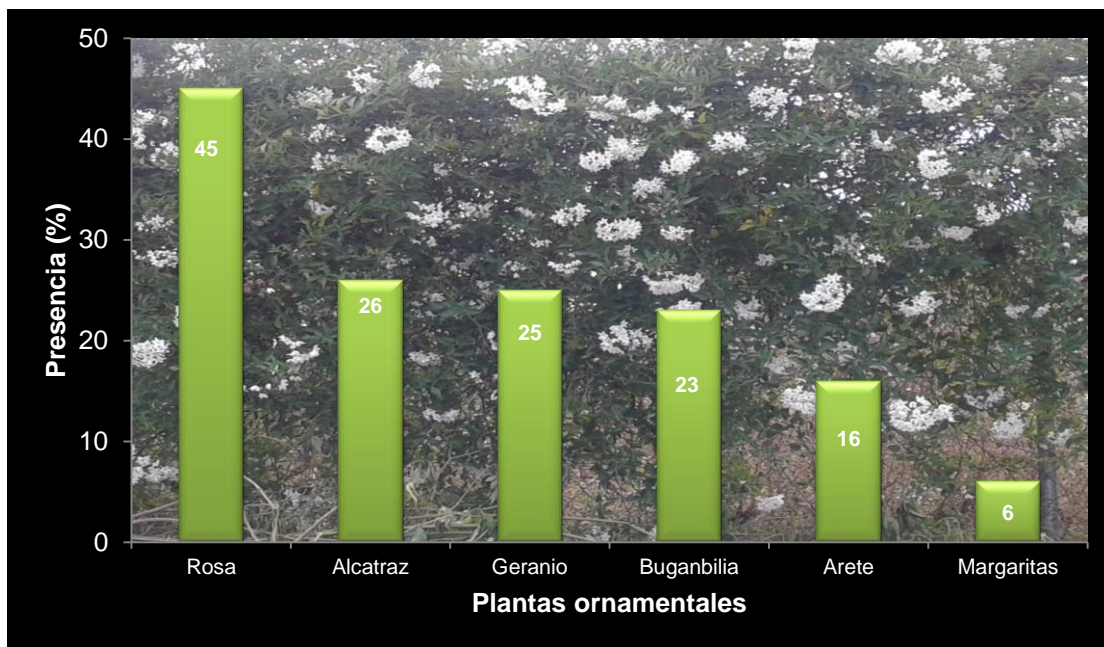 Presencia (%)
50
40
30
20
10
0
45
26
25
23
16
6
Rosa
Alcatraz
Geranio
Buganbilia
Arete
Margaritas
Plantas ornamentales